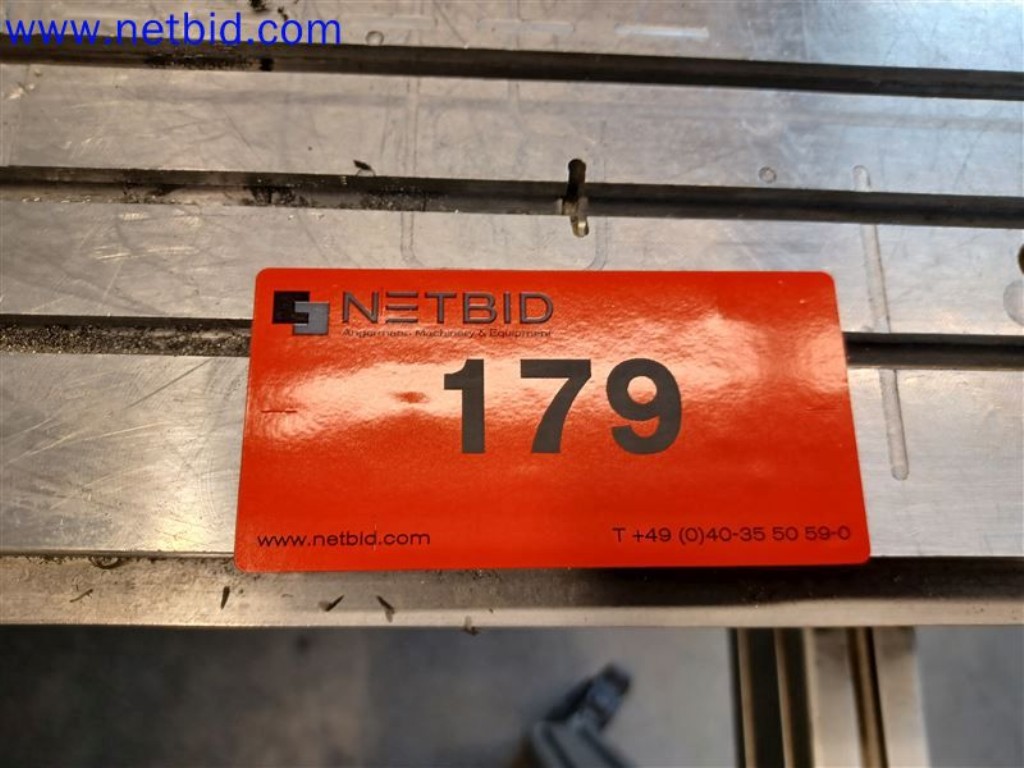 www.netbid.com
NETBID
Angermann Machinery & Equipment
179
www.netbid.com
T +49 (0)40-35 50 59-0